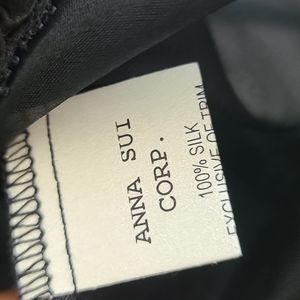 ANNA SUI
CORP.
100% SILK
EXCLUSIVE OF TRIM